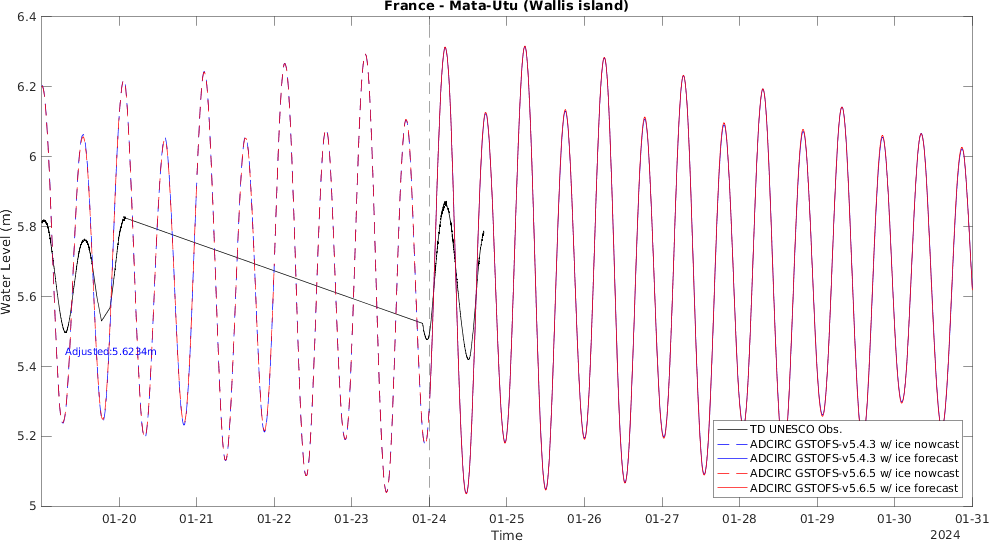 France - Mata-Utu (Wallis island)
6.4
6.2
6
5.8
5.6
5.4
5.2
5
Water Level (m)
Adjusted:5.6234m
TD UNESCO Obs.
ADCIRC GSTOFS-v5.4.3 w/ ice nowcast
ADCIRC GSTOFS-v5.4.3 w/ ice forecast
ADCIRC GSTOFS-v5.6.5 w/ ice nowcast
ADCIRC GSTOFS-v5.6.5 w/ ice forecast
01-20 01-21 01-22 01-23 01-24 01-25 01-26 01-27 01-28 01-29 01-30 01-31
Time
2024